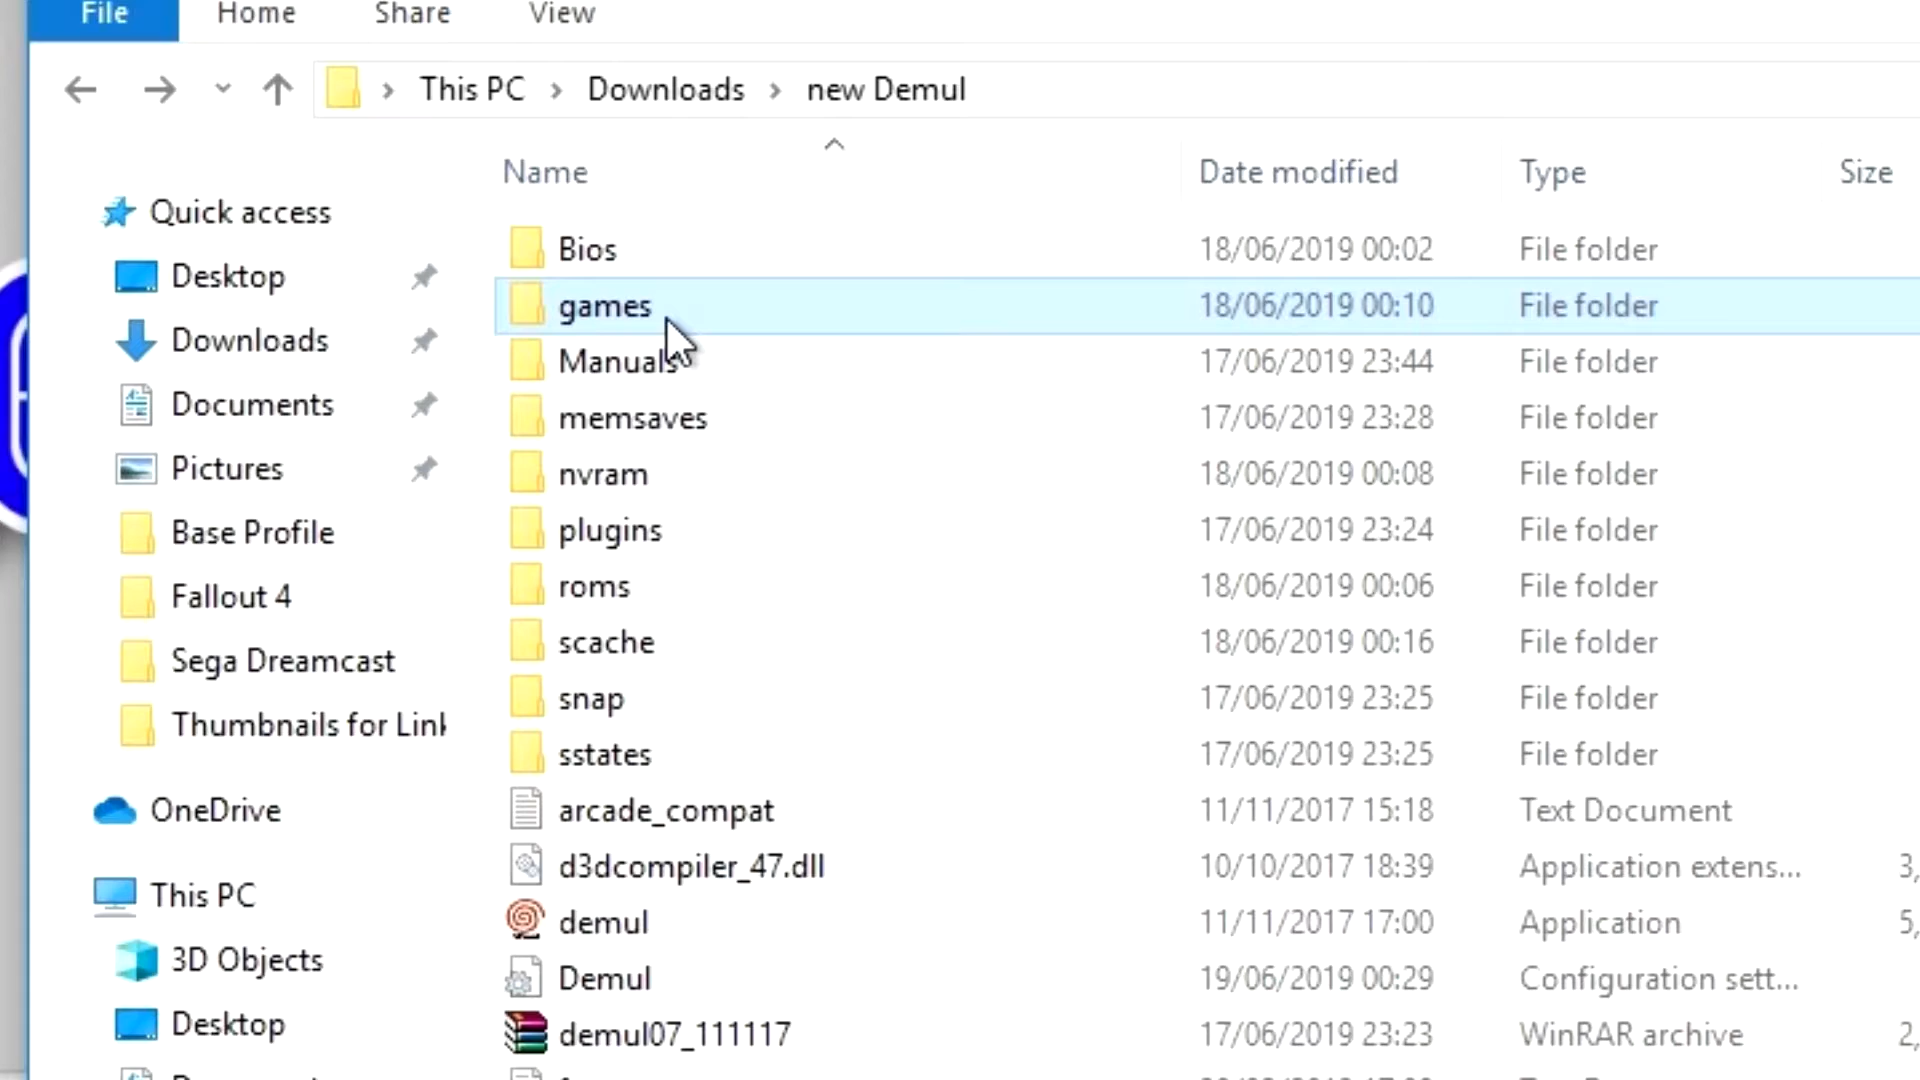 File Home Share View
This PC > Downloads > new Demul
Name Date modified Type Size
Quick access
Desktop
Downloads
Documents
Pictures
Base Profile
Fallout 4
Sega Dreamcast
Thumbnails for Link
OneDrive
This PC
3D Objects
Desktop
Bios 18/06/2019 00:02 File folder
games 18/06/2019 00:10 File folder
Manuals 17/06/2019 23:44 File folder
memsaves 17/06/2019 23:28 File folder
nvram 18/06/2019 00:08 File folder
plugins 17/06/2019 23:24 File folder
roms 18/06/2019 00:06 File folder
scache 18/06/2019 00:16 File folder
snap 17/06/2019 23:25 File folder
sstates 17/06/2019 23:25 File folder
arcade_compat 11/11/2017 15:18 Text Document
d3dcompiler_47.dll 10/10/2017 18:39 Application extens... 3,
demul 11/11/2017 17:00 Application 5,
Demul 19/06/2019 00:29 Configuration sett...
demul07_111117 17/06/2019 23:23 WinRAR archive 2,